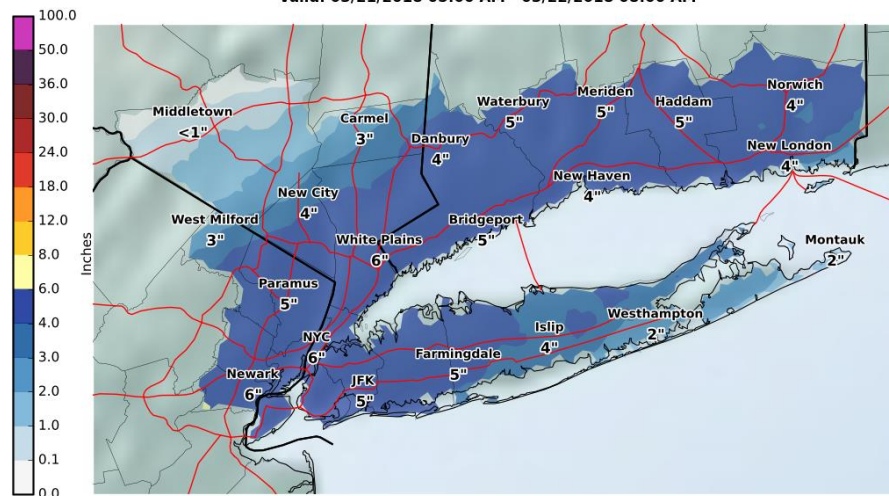 Valid: 03/21/2018 AM - 03/22/2018 AM
100.0
50.0
36.0
30.0
24.0
18.0
12.0
8.0
6.0
4.0
3.0
2.0
1.0
0.1
0.0
Inches
Middletown
<1"
Carmel
3"
Danbury
4"
Waterbury
5"
Meriden
5"
Haddam
5"
Norwich
4"
New London
4"
New Haven
4"
New City
4"
West Milford
3"
White Plains
6"
Bridgeport
5"
Montauk
2"
Paramus
5"
Westhampton
2"
Islip
4"
NYC
6"
Farmingdale
5"
Newark
6"
JFK
5"